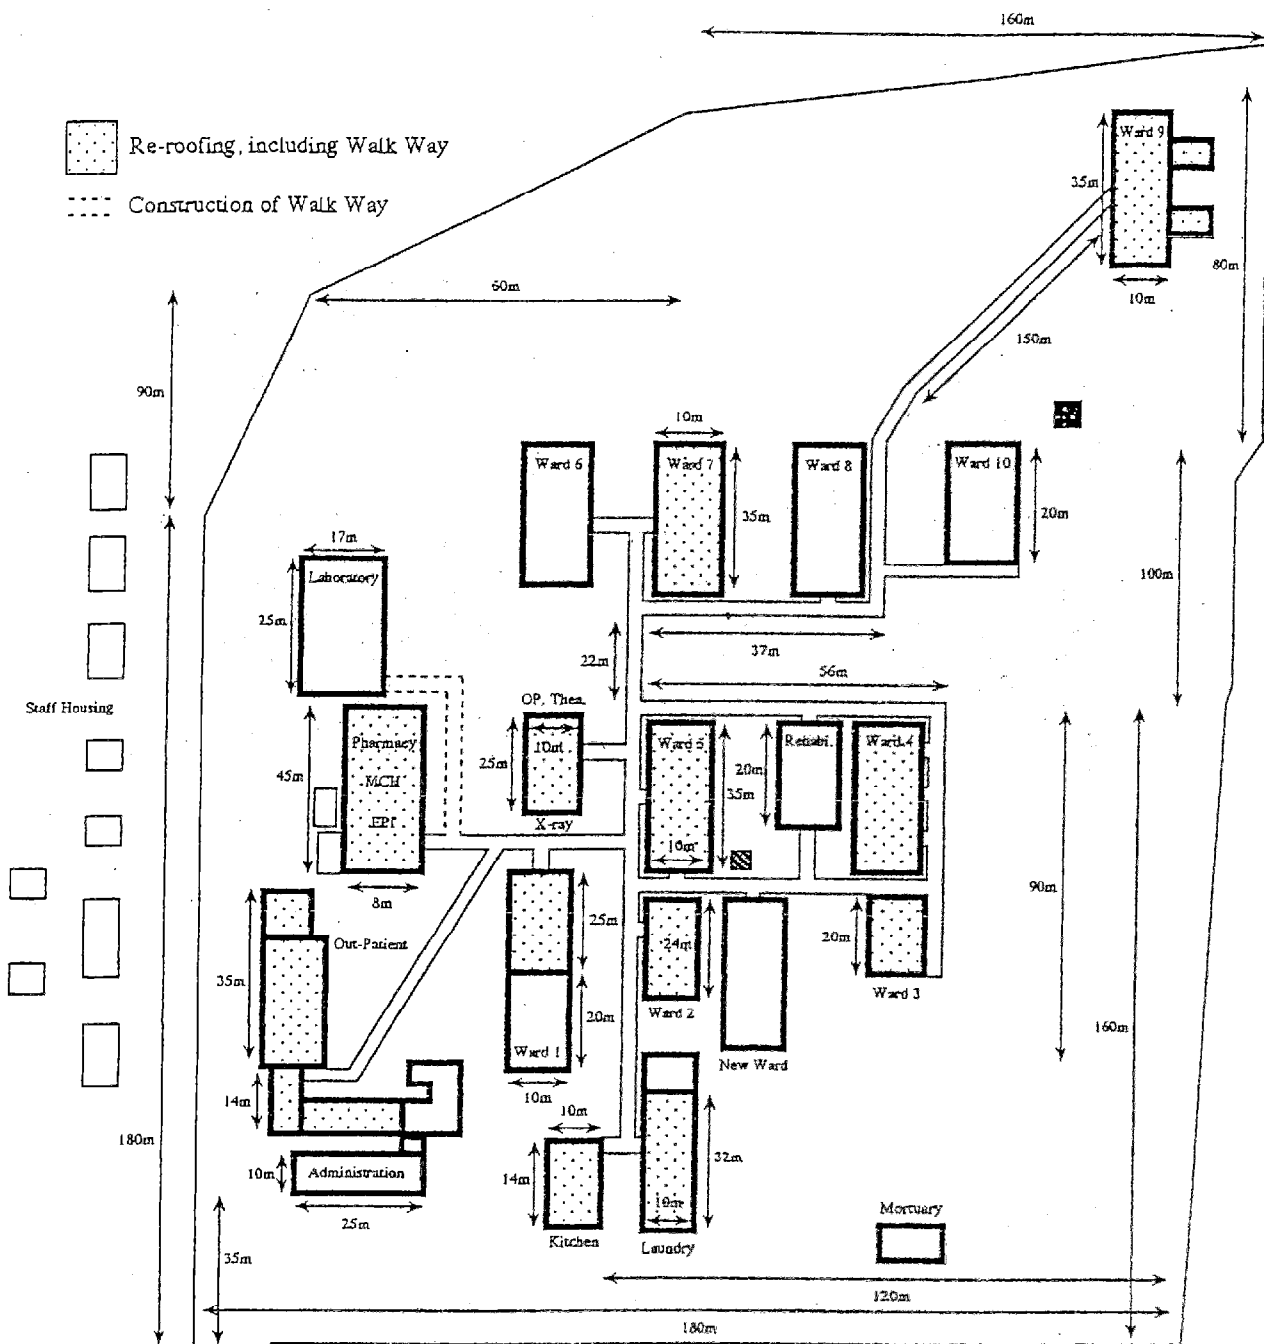 160m
Re-roofing, including Walk Way
Construction of Walk Way
Ward 9
35m
80m
10m
60m
150m
90m
10m
Ward 6
Ward 7
Ward 8
Ward 10
35m
20m
17m
Laboratory
25m
100m
37m
22m
56m
Staff Housing
OP. Thea.
10m
25m
X-ray
Pharmacy
MCH
EPI
45m
8m
Ward 5
35m
10m
Rehabi.
20m
Ward 4
90m
Out-Patient
35m
25m
20m
Ward 1
10m
24m
Ward 2
New Ward
20m
Ward 3
160m
14m
180m
10m
Administration
25m
35m
10m
14m
Kitchen
32m
10m
Laundry
Mortuary
120m
180m